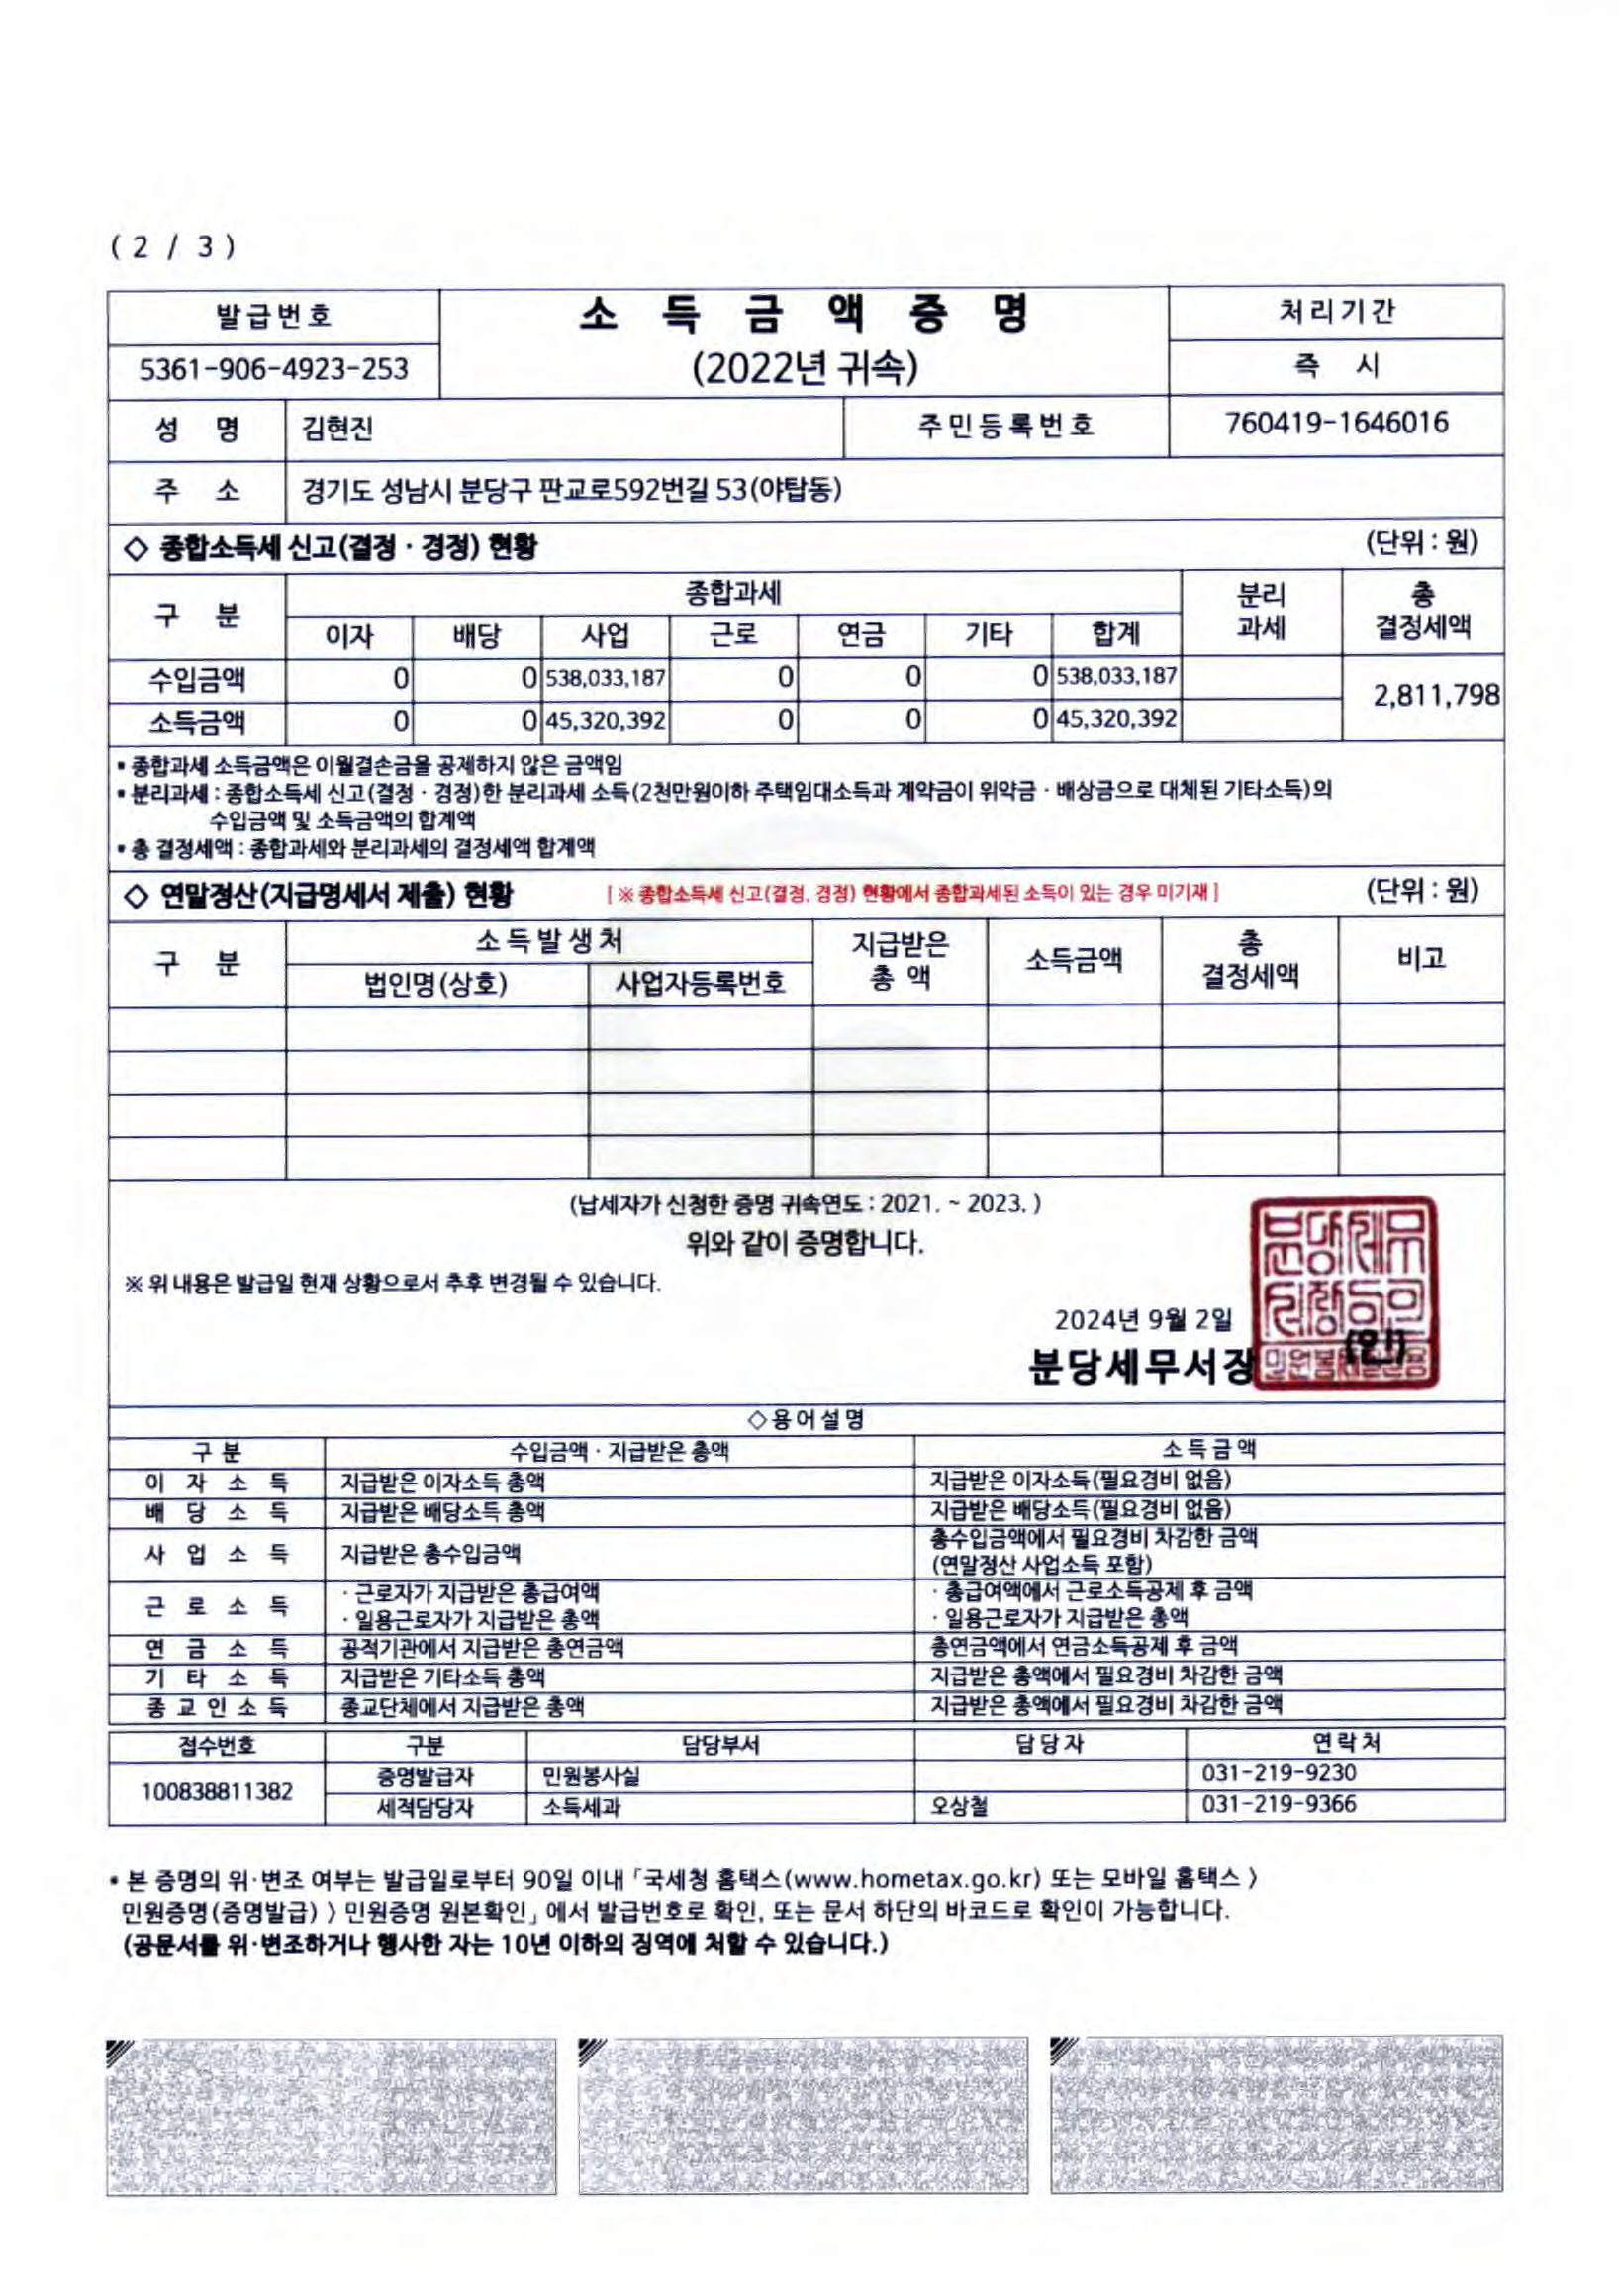 ( 2 / 3 )
발급번호
소 득 금 액 증 명
처리기간
5361-906-4923-253
(2022년 귀속)
즉 시
성 명 김현진 주민등록번호 760419-1646016
주 소 경기도 성남시 분당구 판교로592번길 53(야탑동)
◇ 종합소득세 신고(결정 · 경정) 현황 (단위 : 원)
구 분 종합과세 분리과세 총결정세액
이자 배당 사업 근로 연금 기타 합계
수입금액 0 0 538,033,187 0 0 0 538,033,187 2,811,798
소득금액 0 0 45,320,392 0 0 0 45,320,392
▪ 종합과세 소득금액은 이월결손금을 공제하지 않은 금액임
▪ 분리과세 : 종합소득세 신고(결정 · 경정)한 분리과세 소득(2천만원이하 주택임대소득과 계약금이 위약금 · 배상금으로 대체된 기타소득)의
수입금액 및 소득금액의 합계액
▪ 총 결정세액 : 종합과세와 분리과세의 결정세액 합계액
◇ 연말정산(지급명세서 제출) 현황 [ ※ 종합소득세 신고(결정, 경정) 현황에서 종합과세된 소득이 있는 경우 미기재 ] (단위 : 원)
구 분 소득발생처 지급받은 총 액 소득금액 총 결정세액 비고
법인명(상호) 사업자등록번호
(납세자가 신청한 증명 귀속연도 : 2021. ~ 2023. )
위와 같이 증명합니다.
※ 위 내용은 발급일 현재 상황으로서 추후 변경될 수 있습니다.
2024년 9월 2일
분당세무서장 (인)
◇용어설명
구 분 수입금액 · 지급받은 총액 소득금액
이 자 소 득 지급받은 이자소득 총액 지급받은 이자소득(필요경비 없음)
배 당 소 득 지급받은 배당소득 총액 지급받은 배당소득(필요경비 없음)
사 업 소 득 지급받은 총수입금액 총수입금액에서 필요경비 차감한 금액
(연말정산 사업소득 포함)
근 로 소 득 · 근로자가 지급받은 총급여액 · 총급여액에서 근로소득공제 후 금액
· 일용근로자가 지급받은 총액 · 일용근로자가 지급받은 총액
연 금 소 득 공적기관에서 지급받은 총연금액 총연금액에서 연금소득공제 후 금액
기 타 소 득 지급받은 기타소득 총액 지급받은 총액에서 필요경비 차감한 금액
종 교 인 소 득 종교단체에서 지급받은 총액 지급받은 총액에서 필요경비 차감한 금액
접수번호 구분 담당부서 담당자 연락처
100838811382 증명발급자 민원봉사실 031-219-9230
세적담당자 소득세과 오상철 031-219-9366
* 본 증명의 위·변조 여부는 발급일로부터 90일 이내 「국세청 홈택스(www.hometax.go.kr) 또는 모바일 홈택스 〉
민원증명(증명발급) 〉 민원증명 원본확인」 에서 발급번호로 확인, 또는 문서 하단의 바코드로 확인이 가능합니다.
(공문서를 위·변조하거나 행사한 자는 10년 이하의 징역에 처할 수 있습니다.)